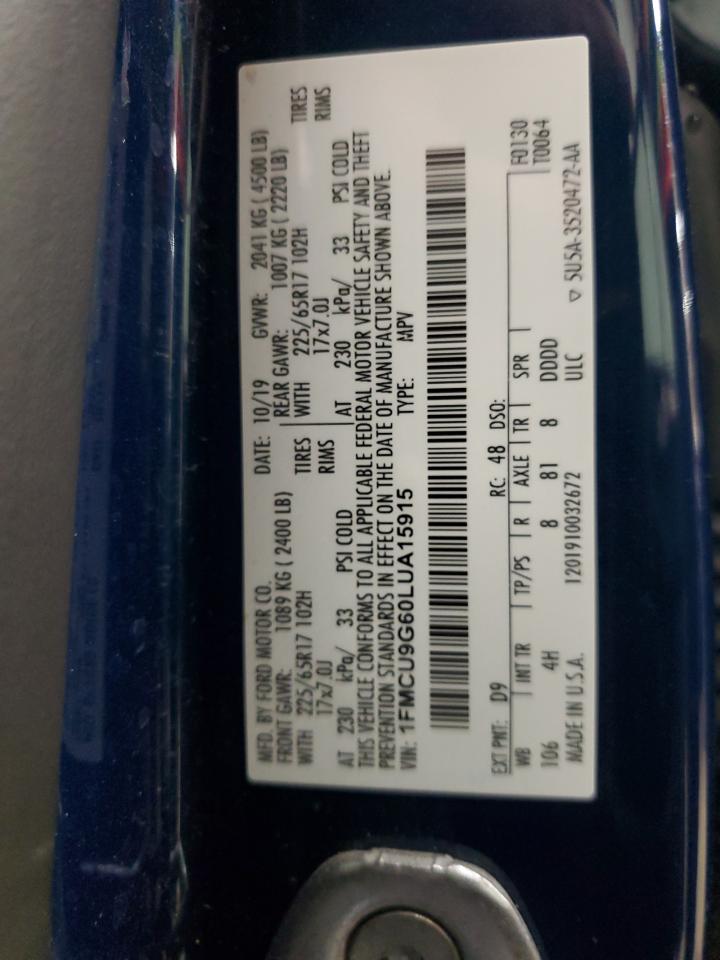 MFD. BY FORD MOTOR CO. DATE: 10/19 GVWR: 2041 KG ( 4500 LB)
FRONT GAWR: 1089 KG ( 2400 LB) REAR GAWR: 1007 KG ( 2220 LB)
WITH 225/65R17 102H TIRES WITH 225/65R17 102H TIRES
17x7.0J RIMS 17x7.0J RIMS
AT 230 kPa/ 33 PSI COLD AT 230 kPa/ 33 PSI COLD
THIS VEHICLE CONFORMS TO ALL APPLICABLE FEDERAL MOTOR VEHICLE SAFETY AND THEFT
PREVENTION STANDARDS IN EFFECT ON THE DATE OF MANUFACTURE SHOWN ABOVE.
VIN: 1FMCU9G60LUA15915 TYPE: MPV
EXT PNT: D9 RC: 48 DSO: F0130
WB INT TR TP/PS R AXLE TR SPR T0064
106 4H 8 81 8 DDDD
MADE IN U.S.A. 1201910032672 ULC ▽ 5U5A-3520472-AA